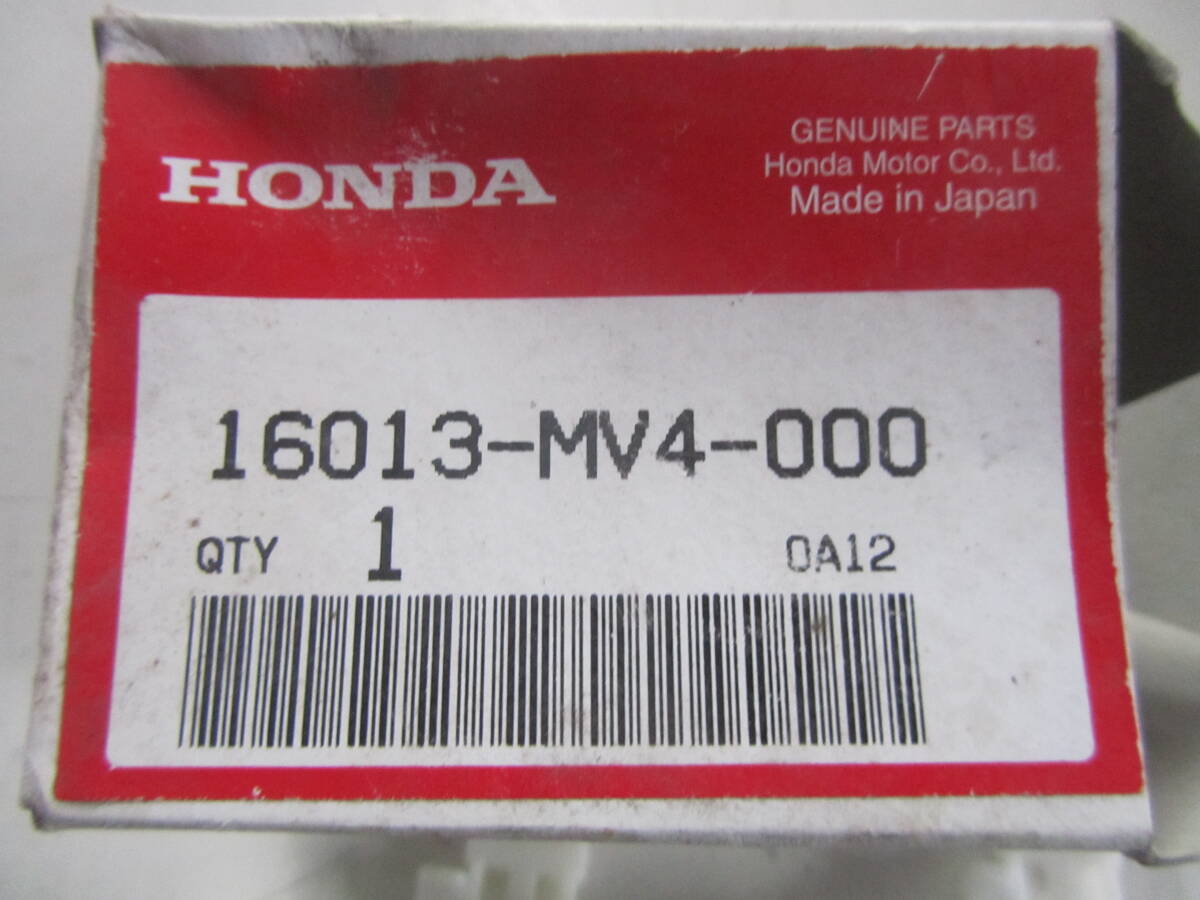 HONDA
GENUINE PARTS
Honda Motor Co., Ltd.
Made in Japan
16013-MV4-000
QTY 1 0A12